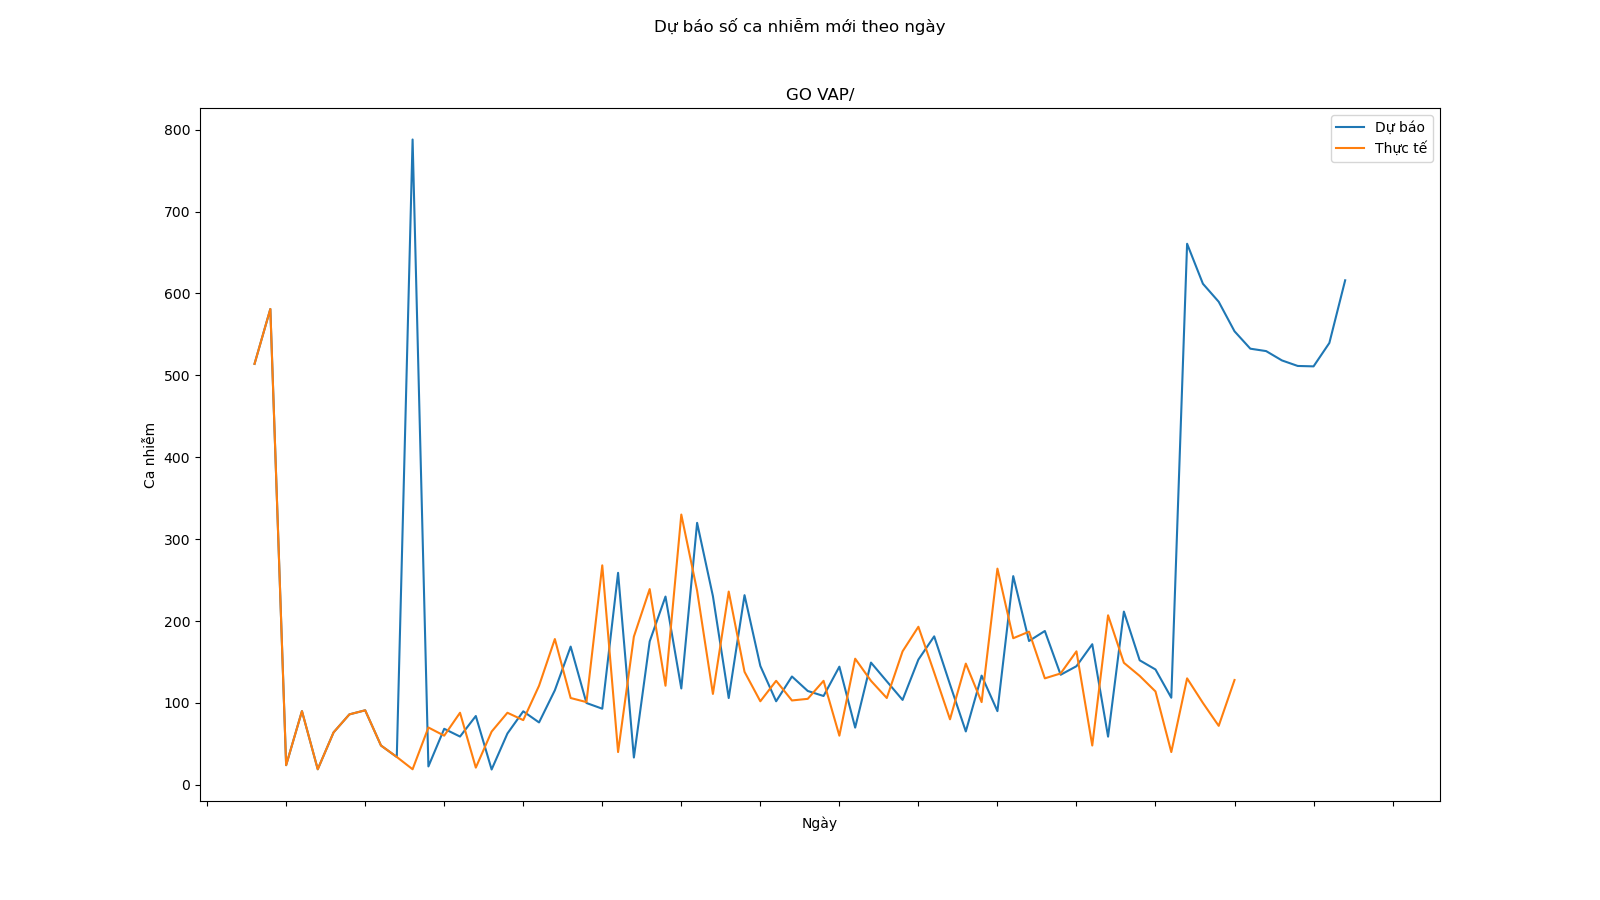 Dự báo số ca nhiễm mới theo ngày
GO VAP/
Dự báo
Thực tế
800
700
600
500
400
300
200
100
0
Ca nhiễm
Ngày